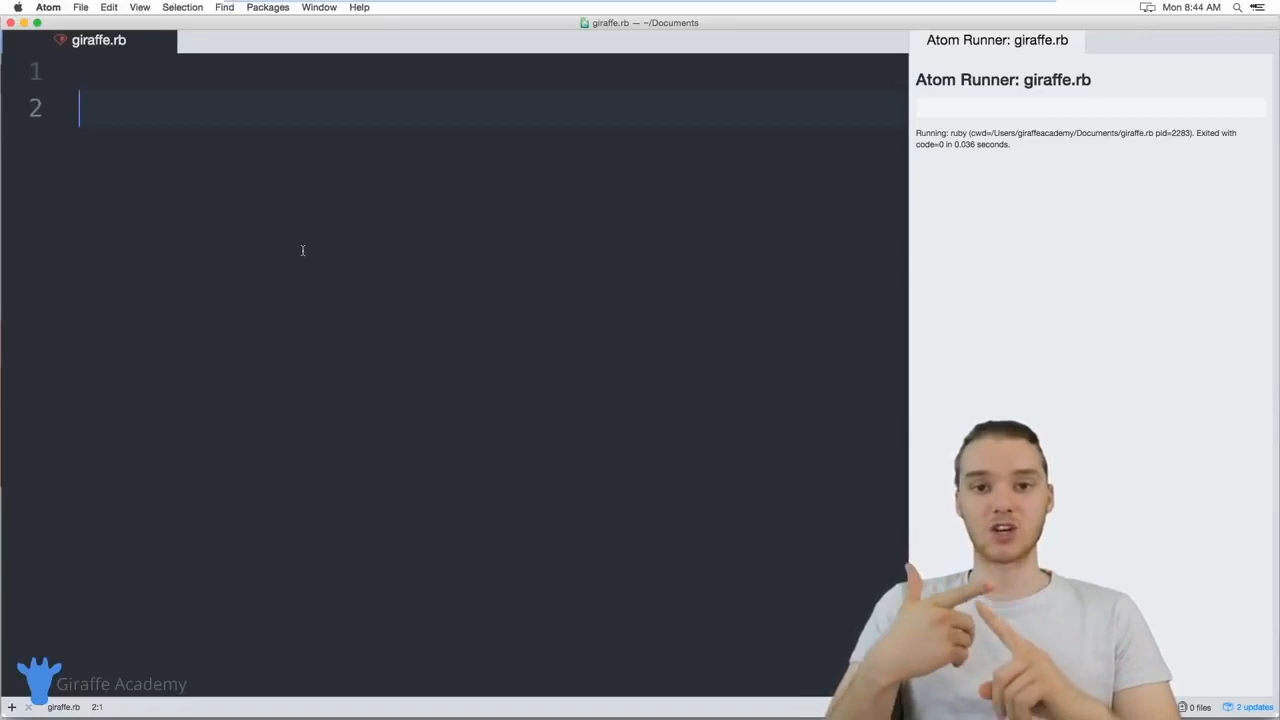 Atom File Edit View Selection Find Packages Window Help
Mon 8:44 AM
giraffe.rb — ~/Documents
giraffe.rb
Atom Runner: giraffe.rb
1
2
Atom Runner: giraffe.rb
Running: ruby (cwd=/Users/giraffeacademy/Documents/giraffe.rb pid=2283). Exited with
code=0 in 0.036 seconds.
Giraffe Academy
giraffe.rb 2:1
0 files 2 updates